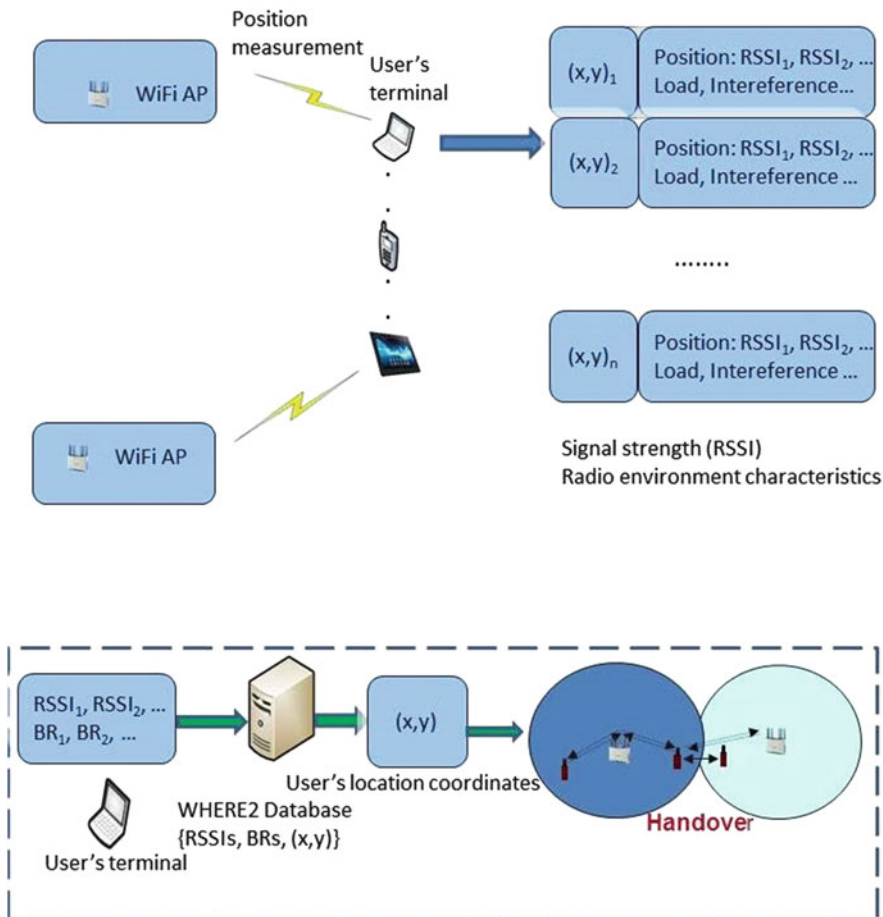 Position
measurement
WiFi AP
User's
terminal
(x,y)₁
Position: RSSI₁, RSSI₂, ...
Load, Intereference...
(x,y)₂
Position: RSSI₁, RSSI₂, ...
Load, Intereference ...
........
(x,y)ₙ
Position: RSSI₁, RSSI₂, ...
Load, Intereference ...
WiFi AP
Signal strength (RSSI)
Radio environment characteristics
RSSI₁, RSSI₂, ...
BR₁, BR₂, ...
(x,y)
User's location coordinates
WHERE2 Database
{RSSIs, BRs, (x,y)}
User's terminal
Handover